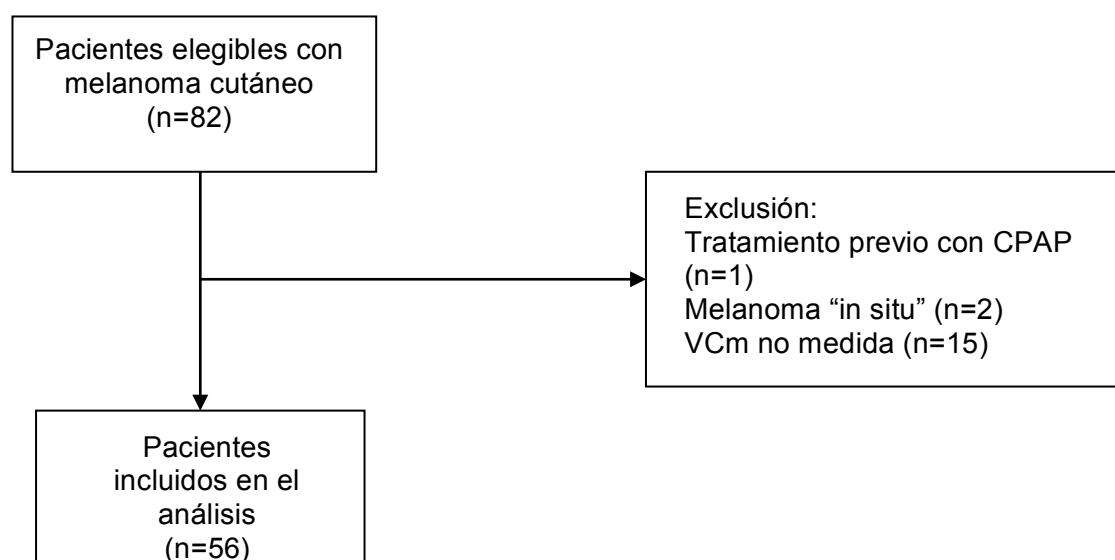 Pacientes elegibles con
melanoma cutáneo
(n=82)
Exclusión:
Tratamiento previo con CPAP
(n=1)
Melanoma “in situ” (n=2)
VCm no medida (n=15)
Pacientes
incluidos en el
análisis
(n=56)